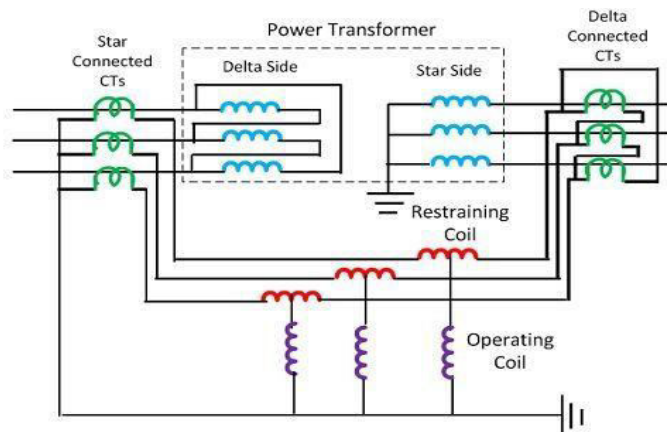 Power Transformer
Star
Connected
CTs
Delta Side
Star Side
Delta
Connected
CTs
Restraining
Coil
Operating
Coil